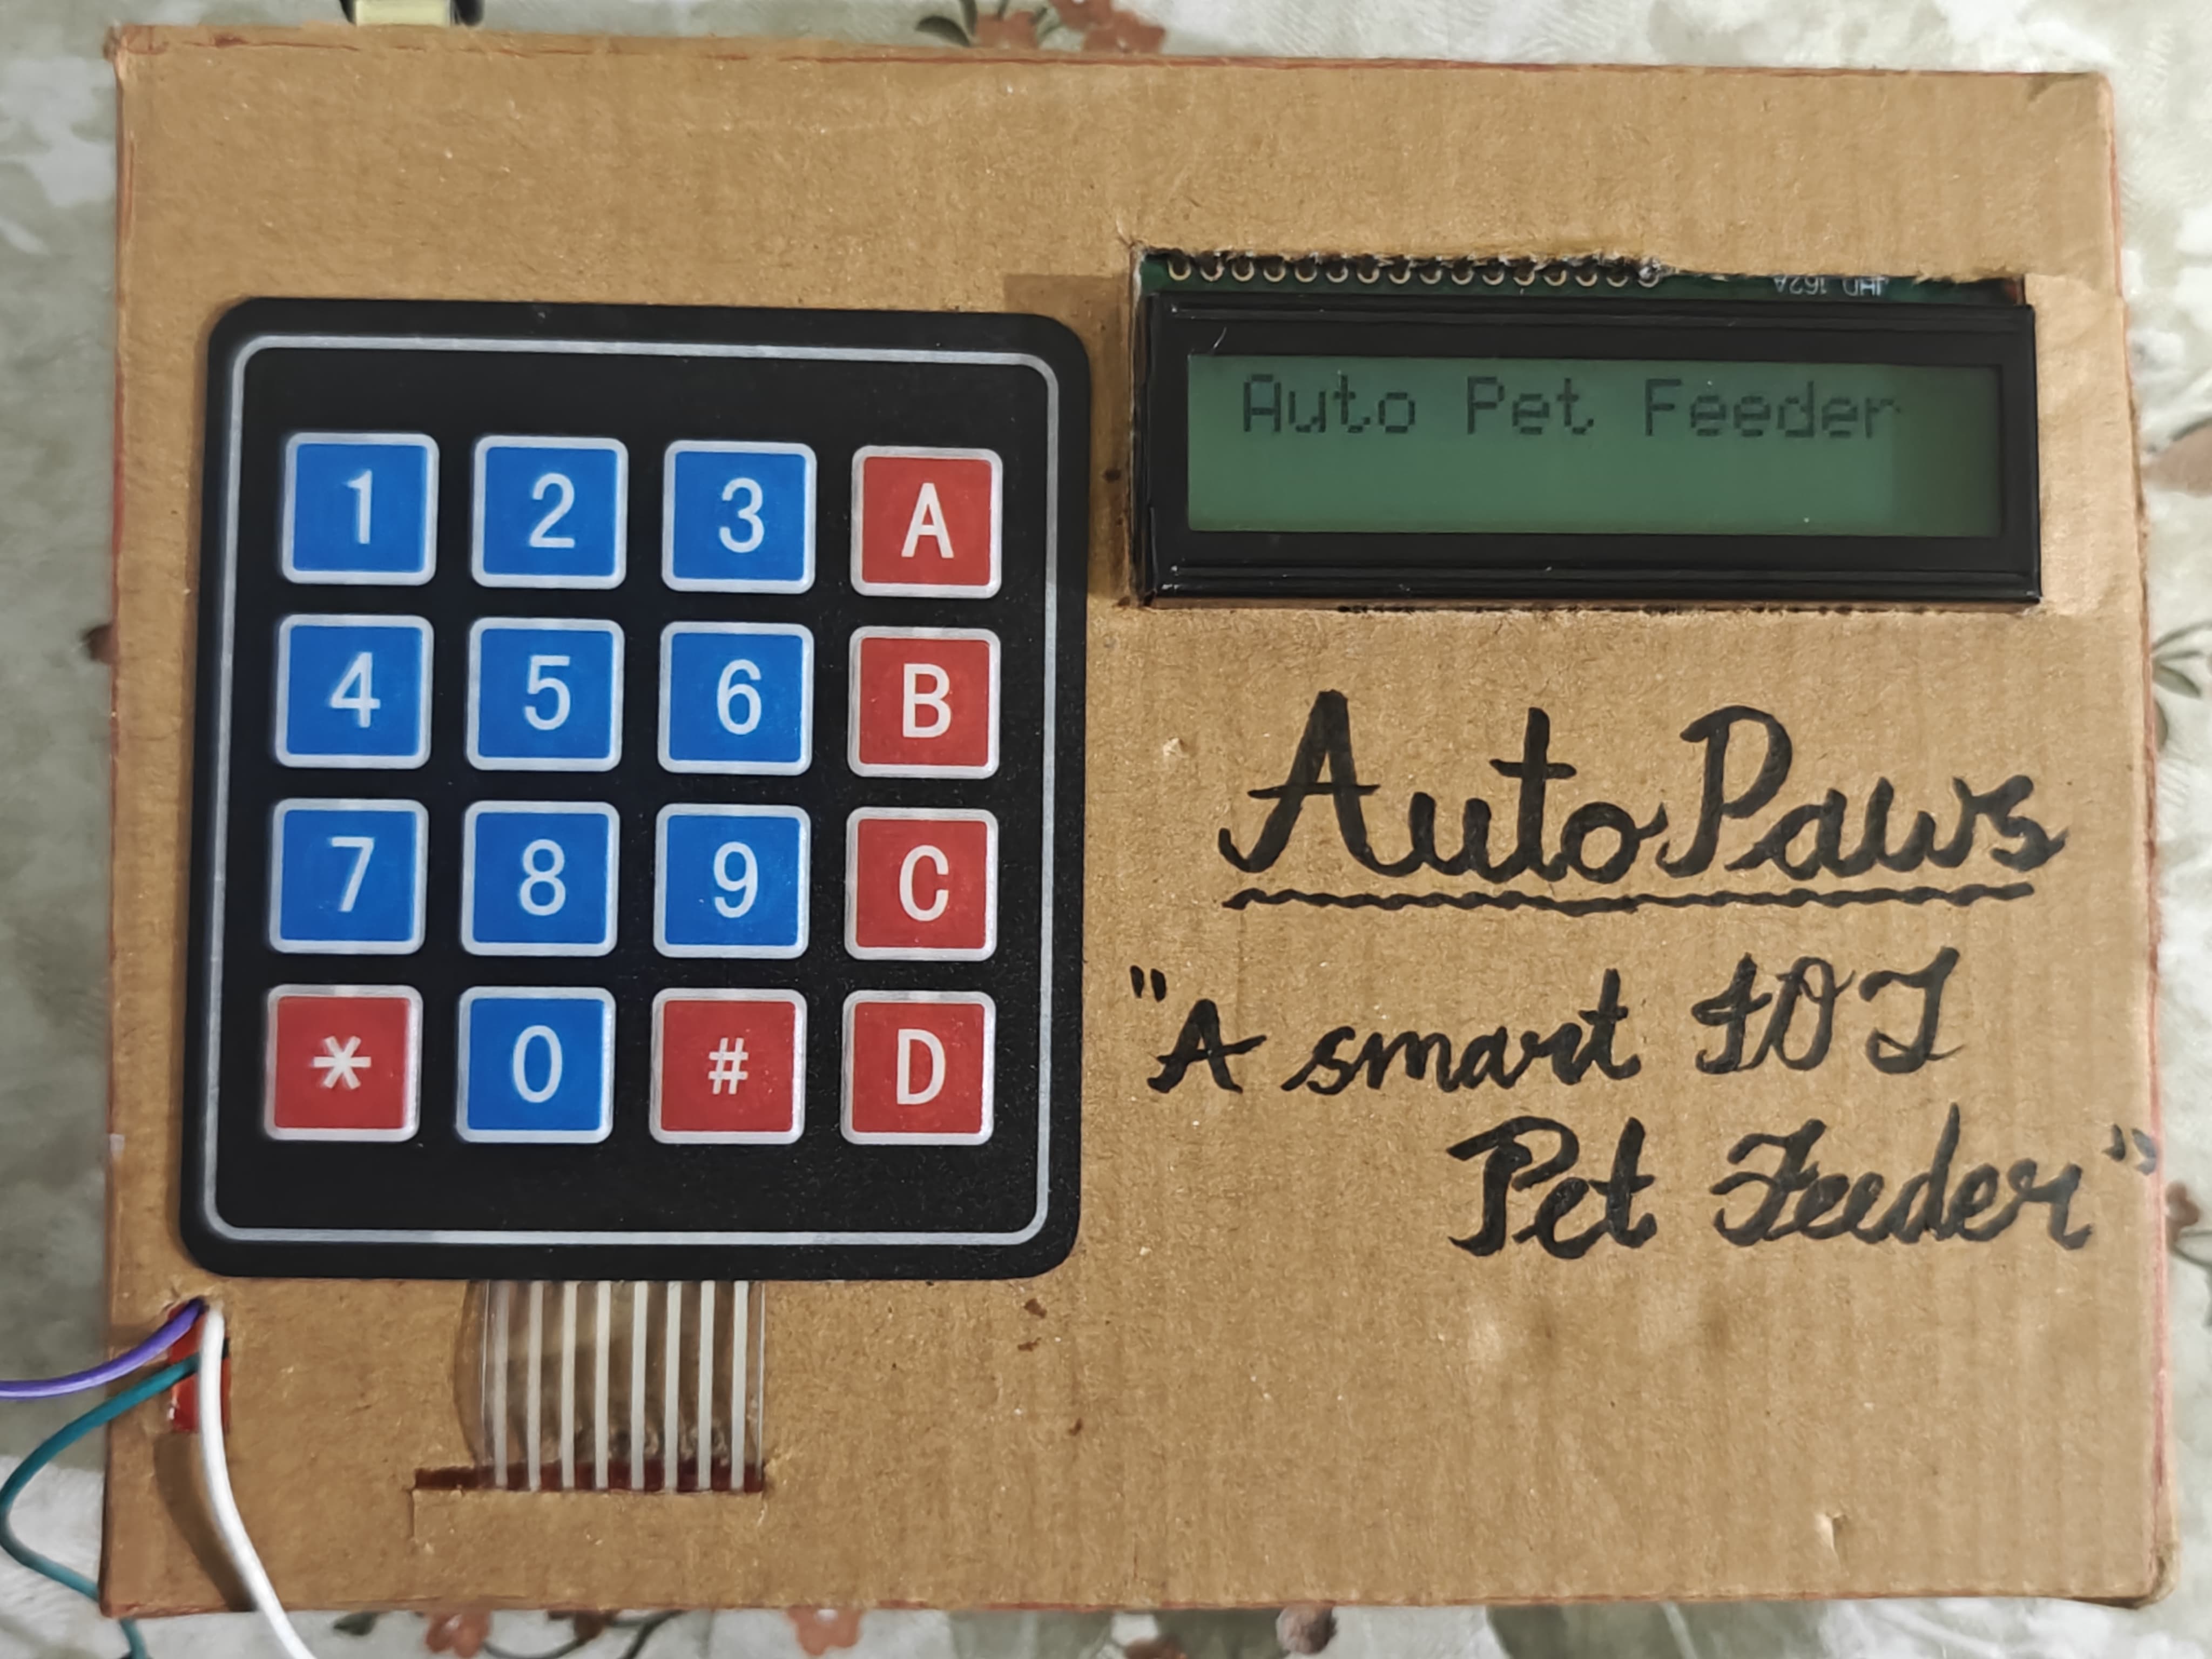 JHD 162A
Auto Pet Feeder
1 2 3 A
4 5 6 B
7 8 9 C
* 0 # D
AutoPaws
"A smart IOT
Pet Feeder"